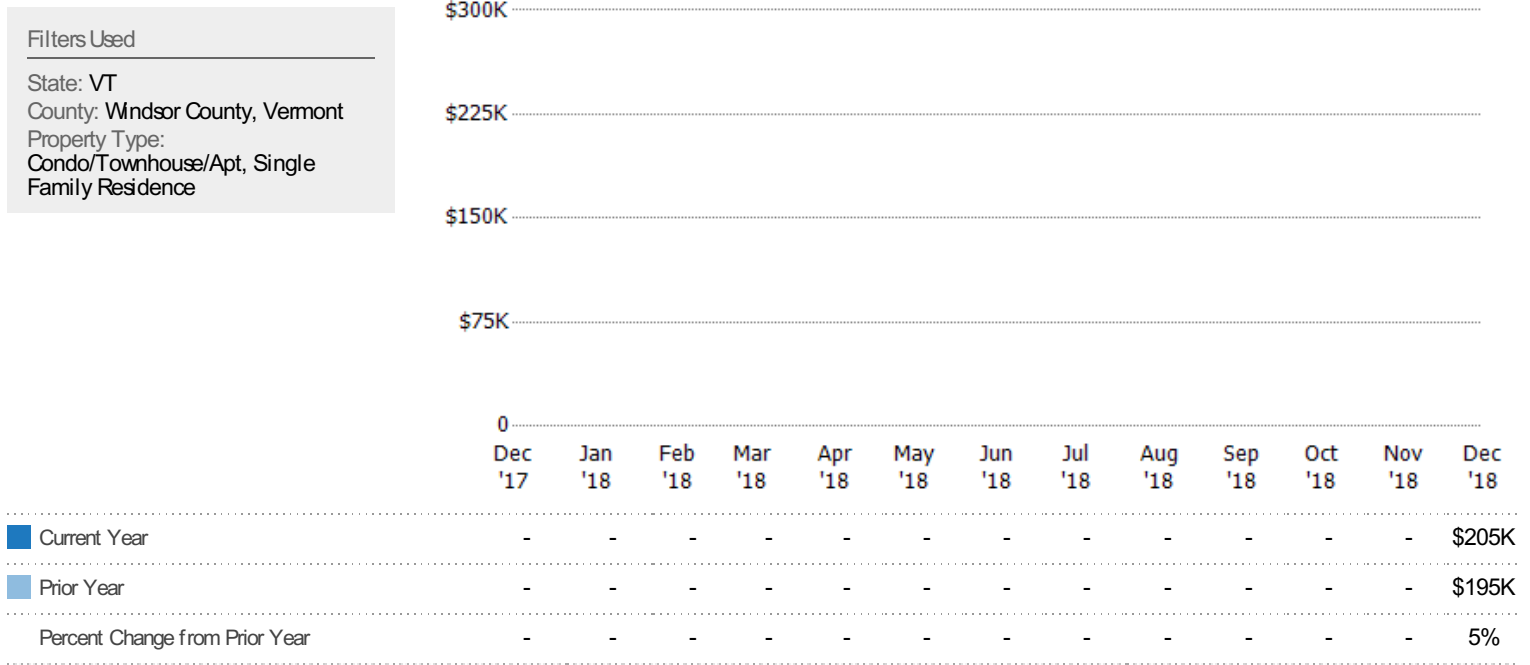 Filters Used
State: VT
County: Windsor County, Vermont
Property Type:
Condo/Townhouse/Apt, Single
Family Residence
$300K
$225K
$150K
$75K
0
Dec Jan Feb Mar Apr May Jun Jul Aug Sep Oct Nov Dec
'17 '18 '18 '18 '18 '18 '18 '18 '18 '18 '18 '18 '18
Current Year - - - - - - - - - - - - $205K
Prior Year - - - - - - - - - - - - $195K
Percent Change from Prior Year - - - - - - - - - - - - 5%